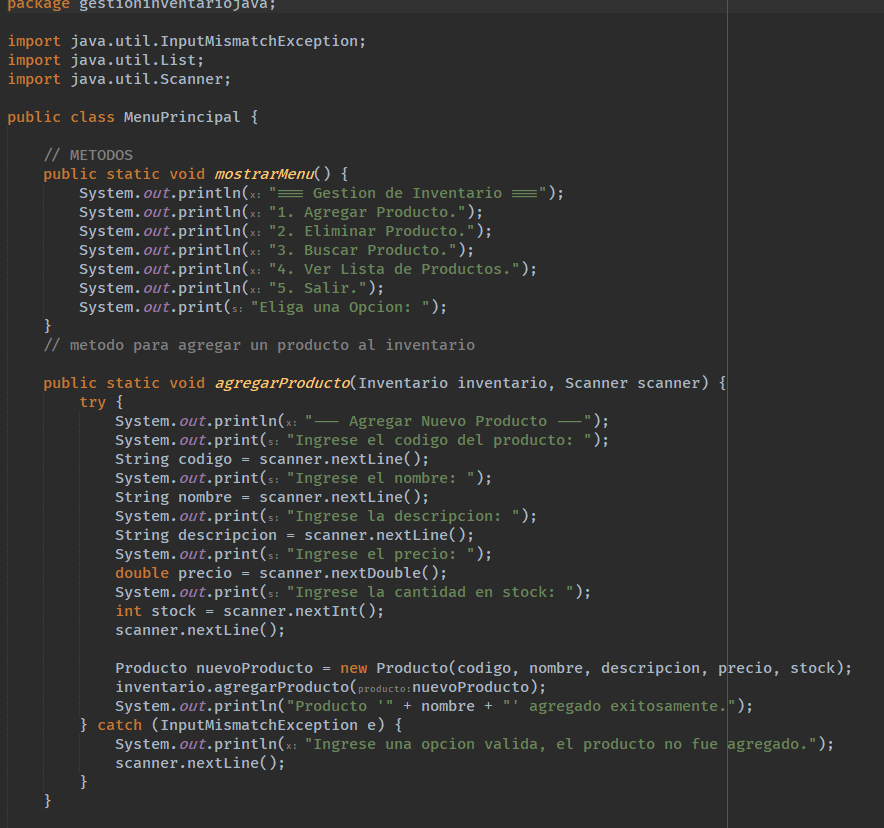 package gestioninventariojava;
import java.util.InputMismatchException;
import java.util.List;
import java.util.Scanner;
public class MenuPrincipal {
// METODOS
public static void mostrarMenu() {
System.out.println(x: "=== Gestion de Inventario ===");
System.out.println(x: "1. Agregar Producto.");
System.out.println(x: "2. Eliminar Producto.");
System.out.println(x: "3. Buscar Producto.");
System.out.println(x: "4. Ver Lista de Productos.");
System.out.println(x: "5. Salir.");
System.out.print(s: "Eliga una Opcion: ");
}
// metodo para agregar un producto al inventario
public static void agregarProducto(Inventario inventario, Scanner scanner) {
try {
System.out.println(x: "--- Agregar Nuevo Producto ---");
System.out.print(s: "Ingrese el codigo del producto: ");
String codigo = scanner.nextLine();
System.out.print(s: "Ingrese el nombre: ");
String nombre = scanner.nextLine();
System.out.print(s: "Ingrese la descripcion: ");
String descripcion = scanner.nextLine();
System.out.print(s: "Ingrese el precio: ");
double precio = scanner.nextDouble();
System.out.print(s: "Ingrese la cantidad en stock: ");
int stock = scanner.nextInt();
scanner.nextLine();
Producto nuevoProducto = new Producto(codigo, nombre, descripcion, precio, stock);
inventario.agregarProducto(producto:nuevoProducto);
System.out.println("Producto '" + nombre + "' agregado exitosamente.");
} catch (InputMismatchException e) {
System.out.println(x: "Ingrese una opcion valida, el producto no fue agregado.");
scanner.nextLine();
}
}